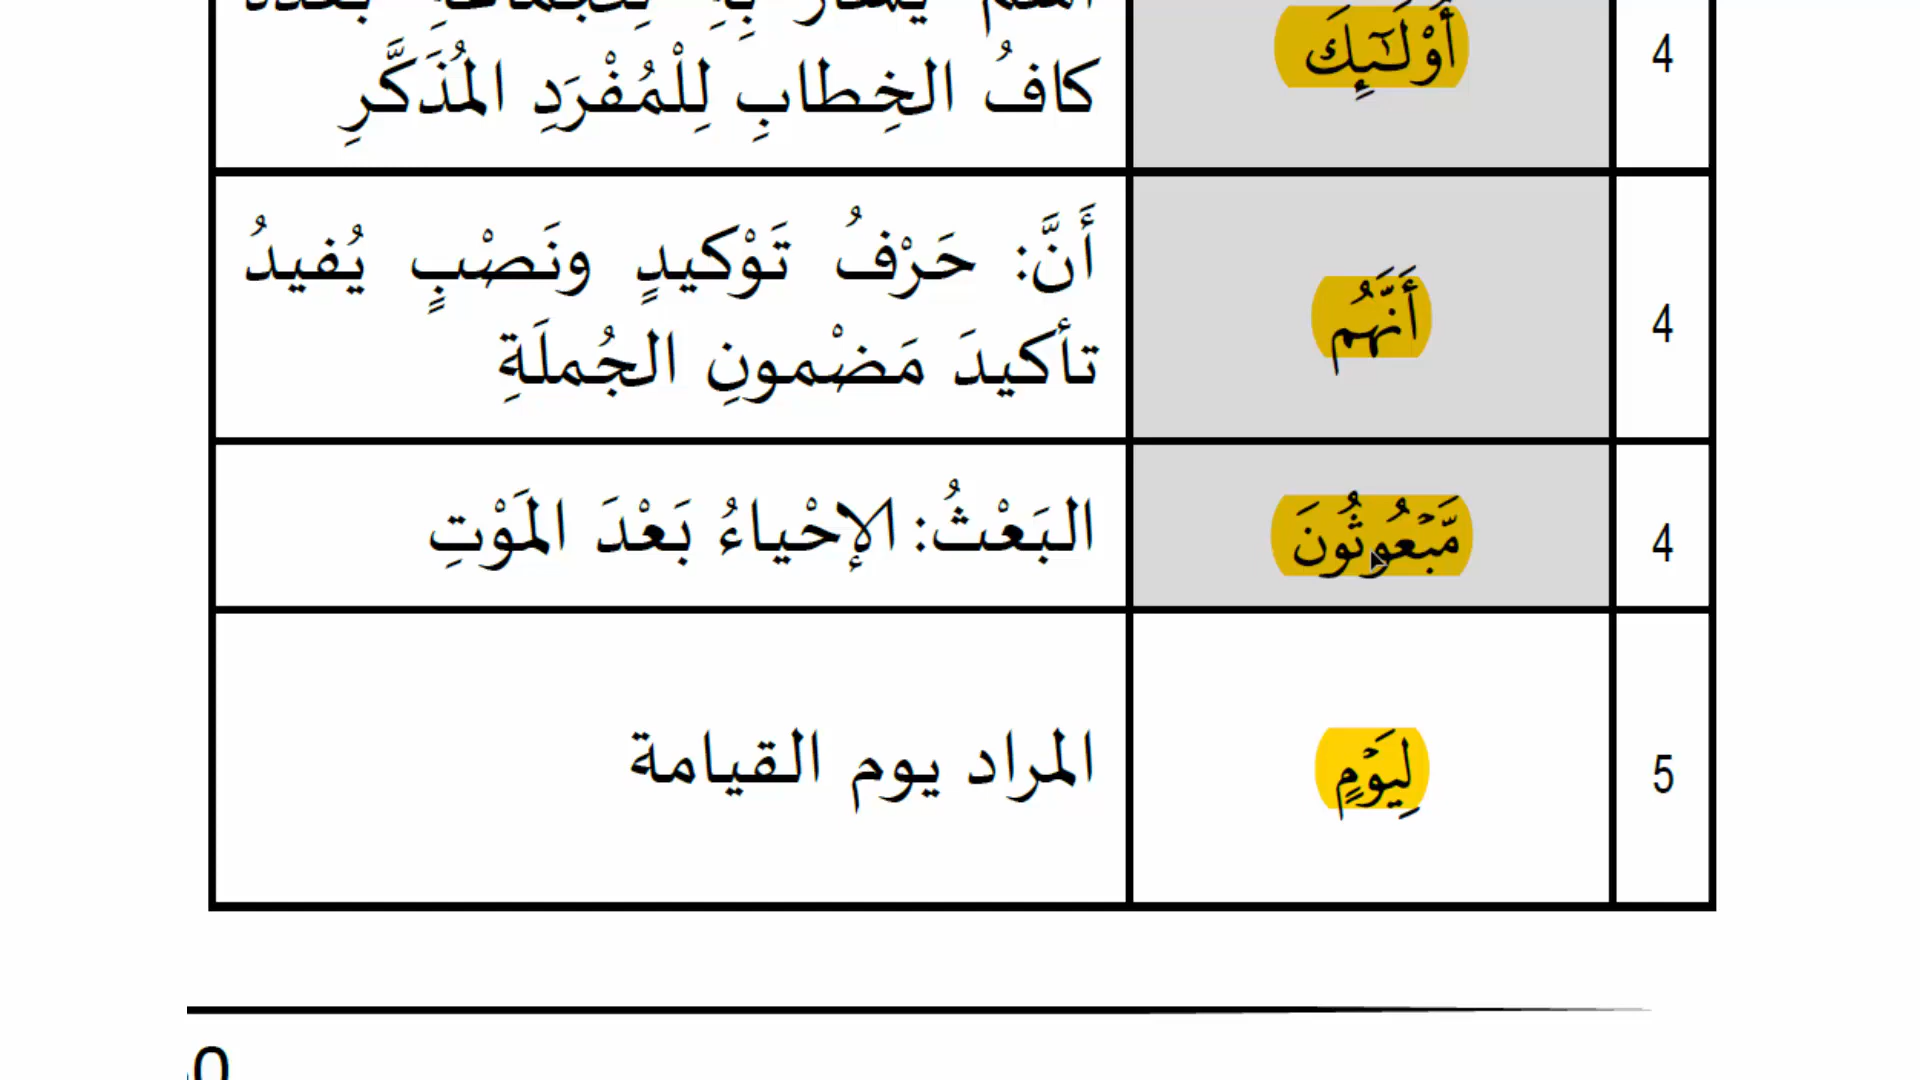 4
أُوْلَـٰٓئِكَ
كافُ الخِطابِ لِلْمُفْرَدِ المُذَكَّرِ
4
أَنَّهُم
أَنَّ: حَرْفُ تَوْكيدٍ ونَصْبٍ يُفيدُ
تأكيدَ مَضْمونِ الجُملَةِ
4
مَّبْعُوثُونَ
البَعْثُ: الإحْياءُ بَعْدَ المَوْتِ
5
لِيَوْمٍ
المراد يوم القيامة